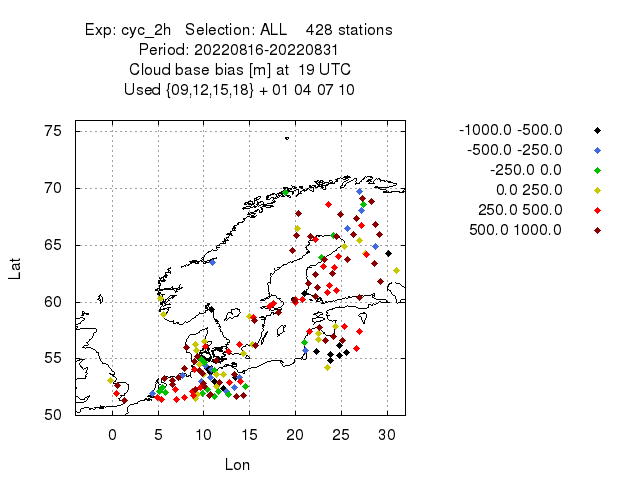 Exp: cyc_2h Selection: ALL 428 stations
Period: 20220816-20220831
Cloud base bias [m] at 19 UTC
Used {09,12,15,18} + 01 04 07 10
75
70
65
60
55
50
Lat
0 5 10 15 20 25 30
Lon
-1000.0 -500.0
-500.0 -250.0
-250.0 0.0
0.0 250.0
250.0 500.0
500.0 1000.0